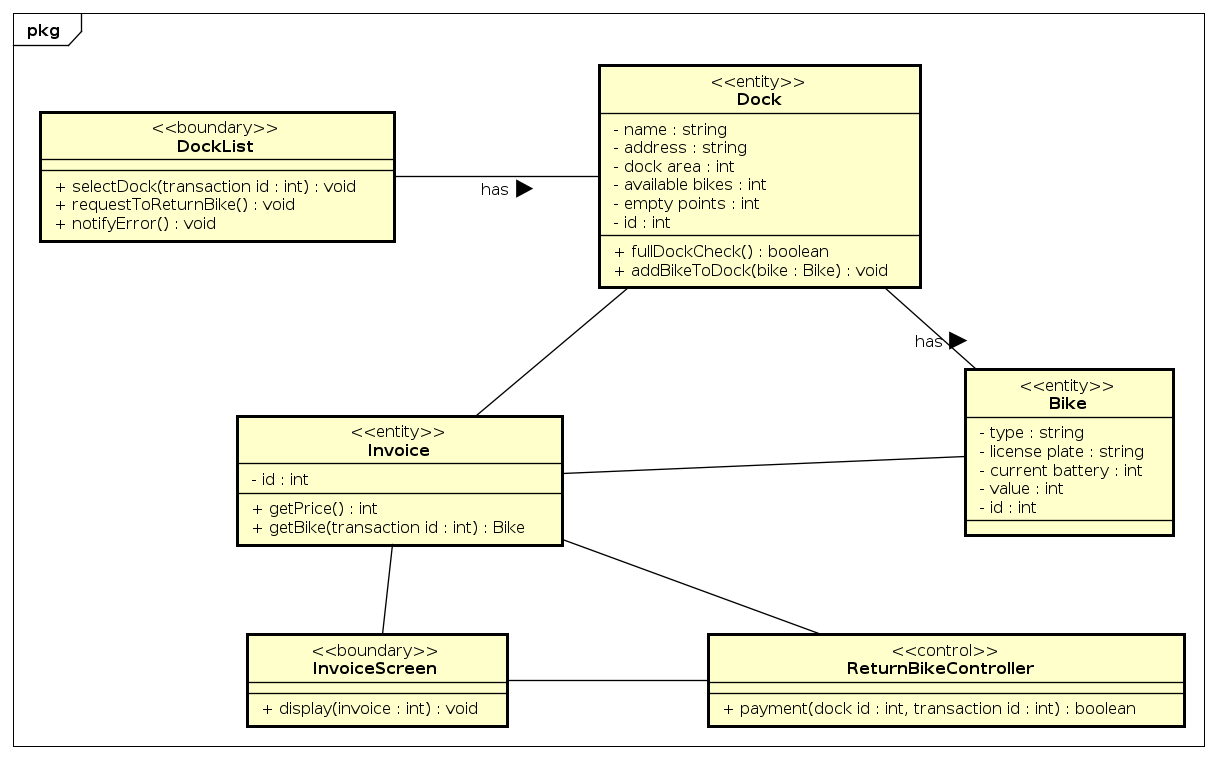 pkg
<<boundary>>
DockList
+ selectDock(transaction id : int) : void
+ requestToReturnBike() : void
+ notifyError() : void
has
<<entity>>
Dock
- name : string
- address : string
- dock area : int
- available bikes : int
- empty points : int
- id : int
+ fullDockCheck() : boolean
+ addBikeToDock(bike : Bike) : void
has
<<entity>>
Bike
- type : string
- license plate : string
- current battery : int
- value : int
- id : int
<<entity>>
Invoice
- id : int
+ getPrice() : int
+ getBike(transaction id : int) : Bike
<<boundary>>
InvoiceScreen
+ display(invoice : int) : void
<<control>>
ReturnBikeController
+ payment(dock id : int, transaction id : int) : boolean